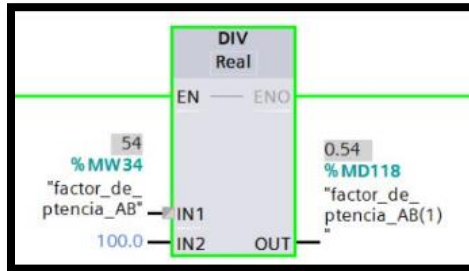 DIV
Real
EN
ENO
54
%MW34
"factor_de_
ptencia_AB"
IN1
100.0
IN2
0.54
%MD118
"factor_de_
ptencia_AB(1)
"
OUT